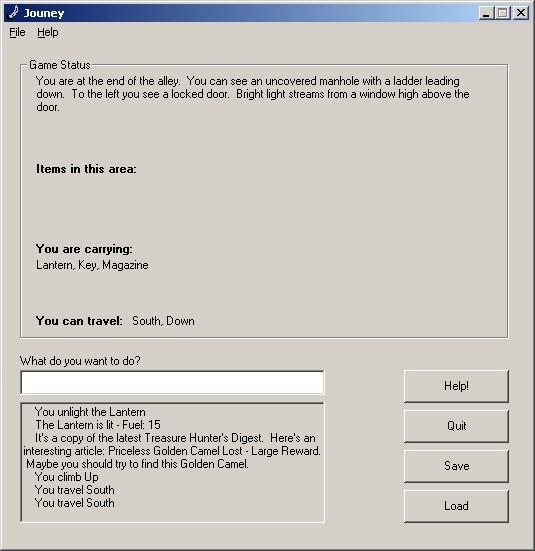 Jouney
File Help
Game Status
You are at the end of the alley. You can see an uncovered manhole with a ladder leading
down. To the left you see a locked door. Bright light streams from a window high above the
door.
Items in this area:
You are carrying:
Lantern, Key, Magazine
You can travel: South, Down
What do you want to do?
You unlight the Lantern
The Lantern is lit - Fuel: 15
It's a copy of the latest Treasure Hunter's Digest. Here's an
interesting article: Priceless Golden Camel Lost - Large Reward.
Maybe you should try to find this Golden Camel.
You climb Up
You travel South
You travel South
Help!
Quit
Save
Load